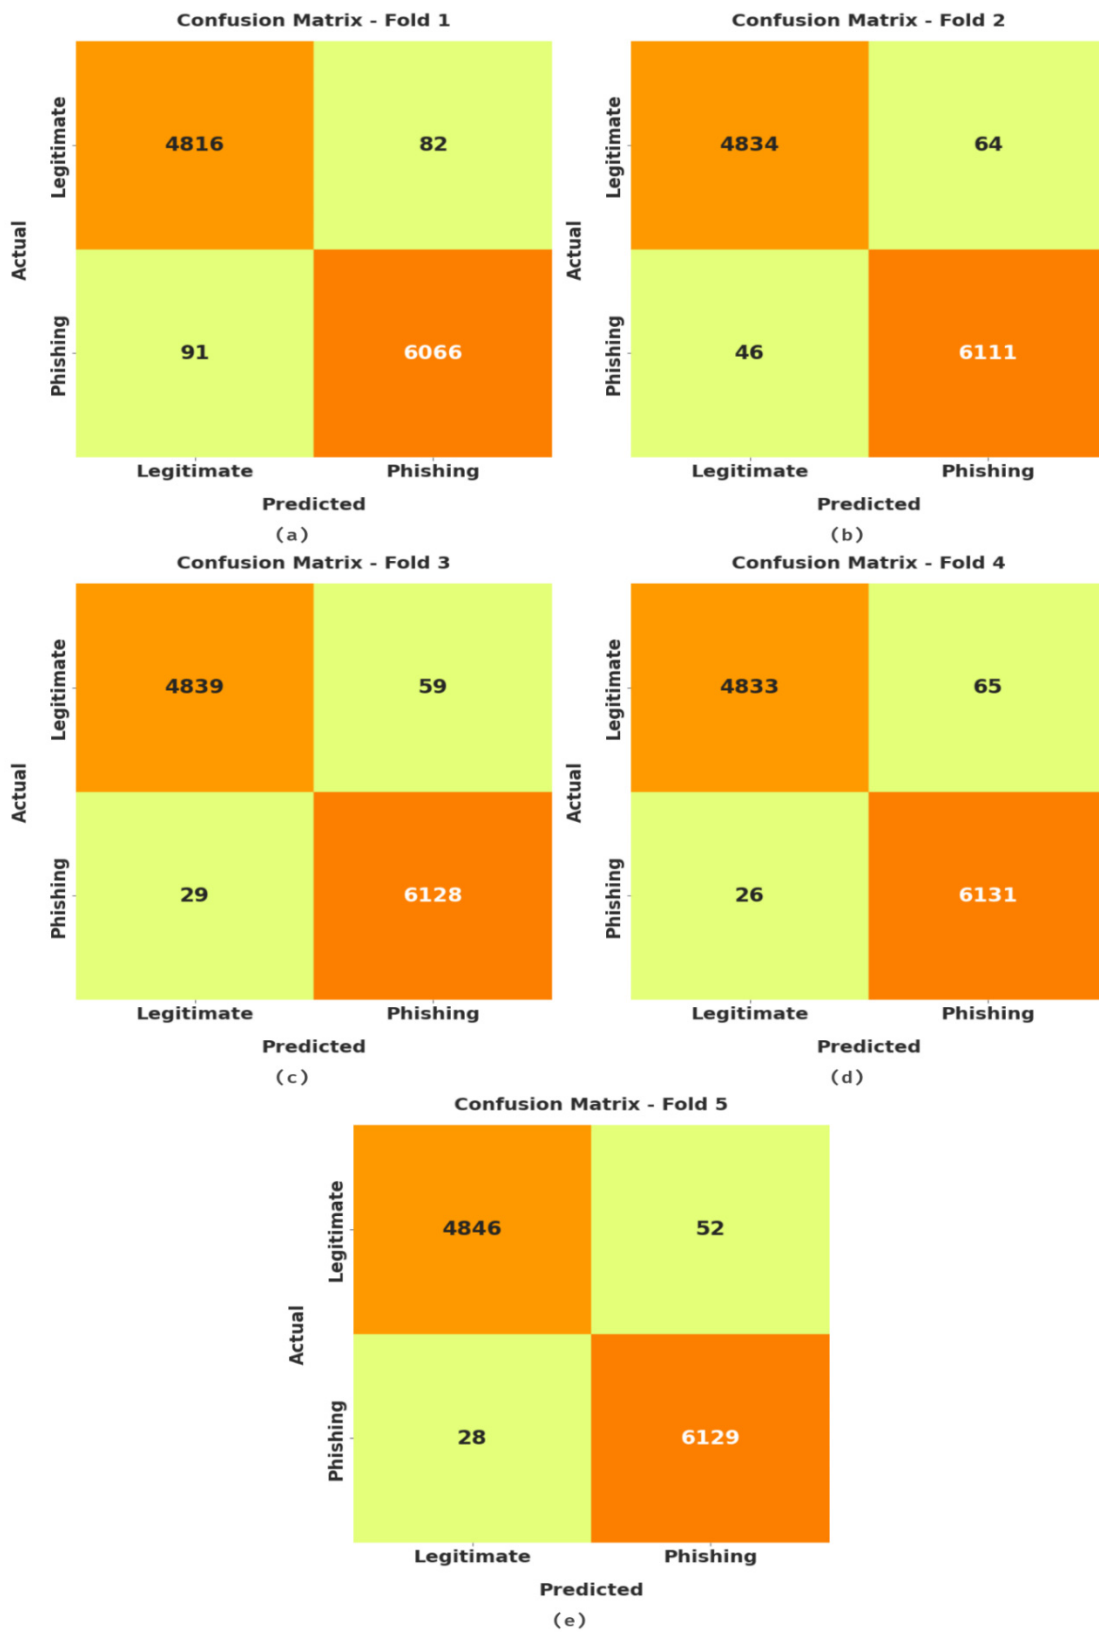 Confusion Matrix - Fold 1
Actual
Legitimate
4816
82
Phishing
91
6066
Legitimate
Phishing
Predicted
(a)
Confusion Matrix - Fold 2
Actual
Legitimate
4834
64
Phishing
46
6111
Legitimate
Phishing
Predicted
(b)
Confusion Matrix - Fold 3
Actual
Legitimate
4839
59
Phishing
29
6128
Legitimate
Phishing
Predicted
(c)
Confusion Matrix - Fold 4
Actual
Legitimate
4833
65
Phishing
26
6131
Legitimate
Phishing
Predicted
(d)
Confusion Matrix - Fold 5
Actual
Legitimate
4846
52
Phishing
28
6129
Legitimate
Phishing
Predicted
(e)